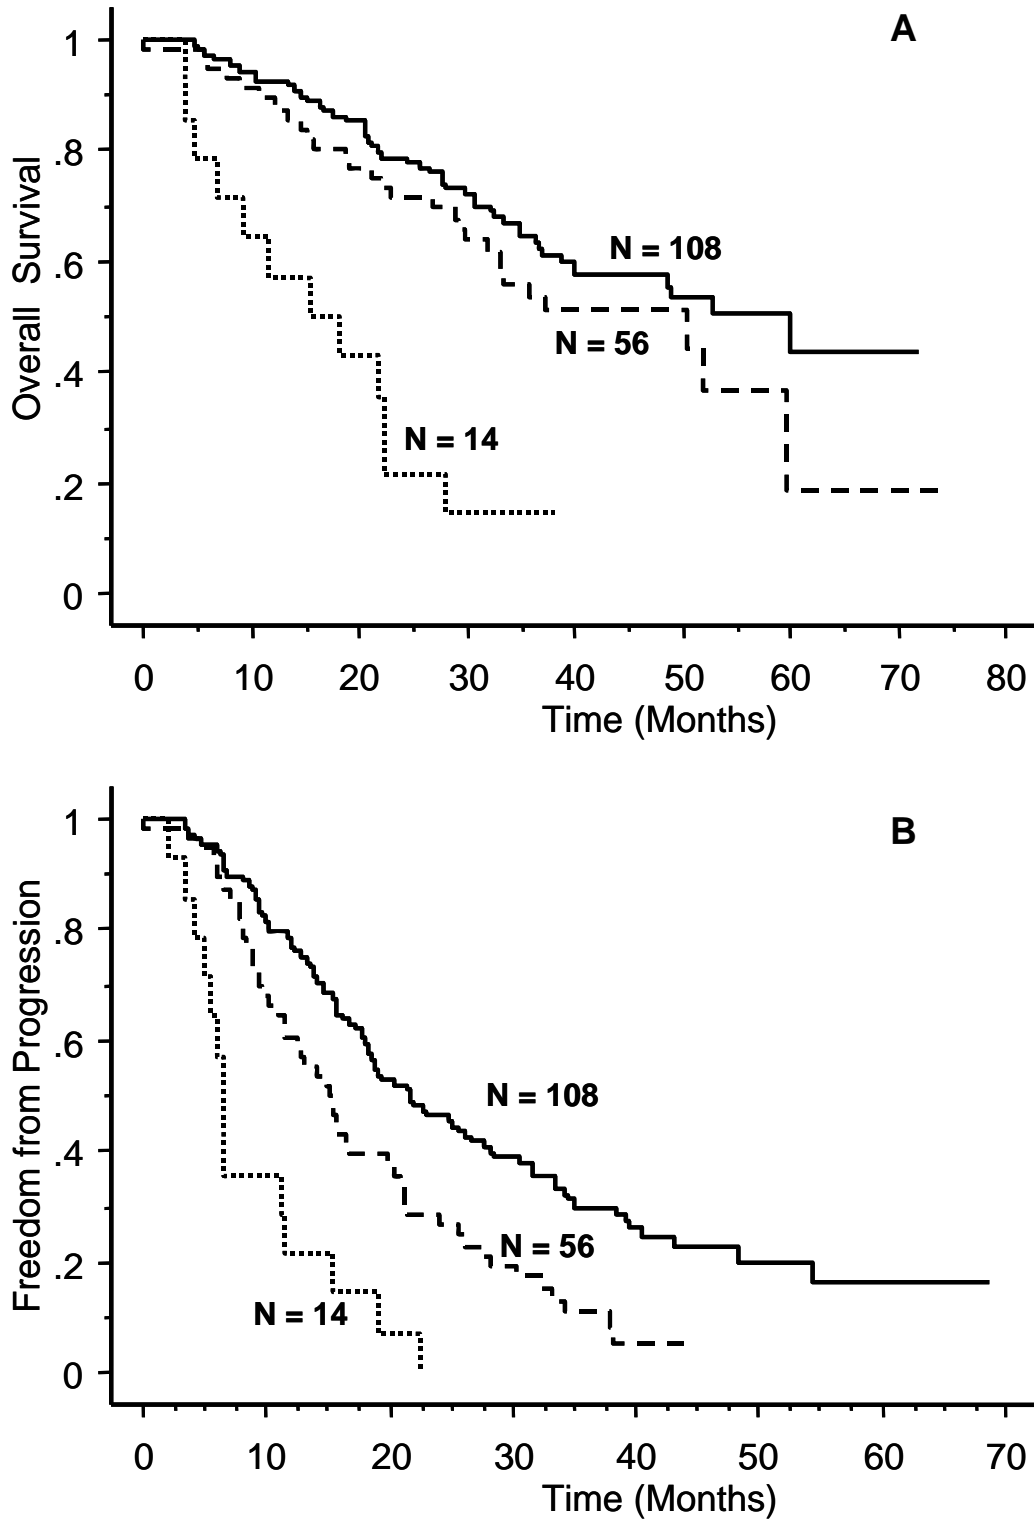 A
1
.8
.6
.4
.2
0
Overall Survival
N = 108
N = 56
N = 14
0 10 20 30 40 50 60 70 80
Time (Months)
B
1
.8
.6
.4
.2
0
Freedom from Progression
N = 108
N = 56
N = 14
0 10 20 30 40 50 60 70
Time (Months)